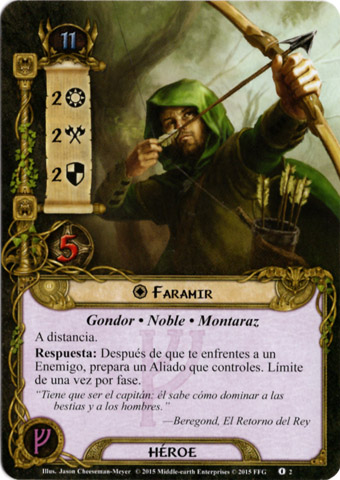 11
2
2
2
5
Faramir
Gondor • Noble • Montaraz
A distancia.
Respuesta: Después de que te enfrentes a un
Enemigo, prepara un Aliado que controles. Límite
de una vez por fase.
“Tiene que ser el capitán: él sabe cómo dominar a las
bestias y a los hombres.”
—Beregond, El Retorno del Rey
HÉROE
Illus. Jason Cheeseman-Meyer © 2015 Middle-earth Enterprises © 2015 FFG 2